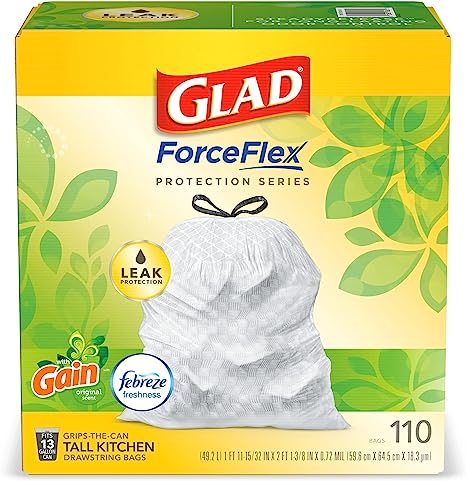 LEAK
PROTECTION
GLAD
ForceFlex
PROTECTION SERIES
LEAK
PROTECTION
with
Gain
original
scent
febreze
freshness
FITS
13
GALLON
CAN
GRIPS-THE-CAN
TALL KITCHEN
DRAWSTRING BAGS
BAGS 110
(49.2 L) 1 FT 11-15/32 IN X 2 FT 1-3/8 IN X 0.72 MIL (59.6 cm X 64.5 cm X 18.3 µm)